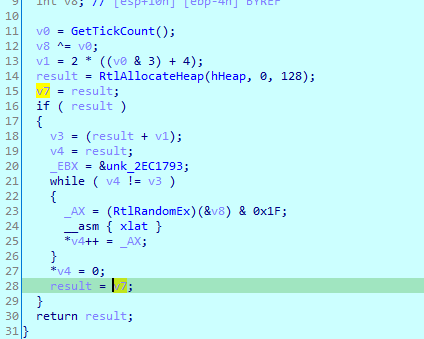 9 int v8; // [esp+10h] [ebp-4h] BYREF
10
11 v0 = GetTickCount();
12 v8 ^= v0;
13 v1 = 2 * ((v0 & 3) + 4);
14 result = RtlAllocateHeap(hHeap, 0, 128);
15 v7 = result;
16 if ( result )
17 {
18 v3 = (result + v1);
19 v4 = result;
20 _EBX = &unk_2EC1793;
21 while ( v4 != v3 )
22 {
23 _AX = (RtlRandomEx)(&v8) & 0x1F;
24 __asm { xlat }
25 *v4++ = _AX;
26 }
27 *v4 = 0;
28 result = v7;
29 }
30 return result;
31 }